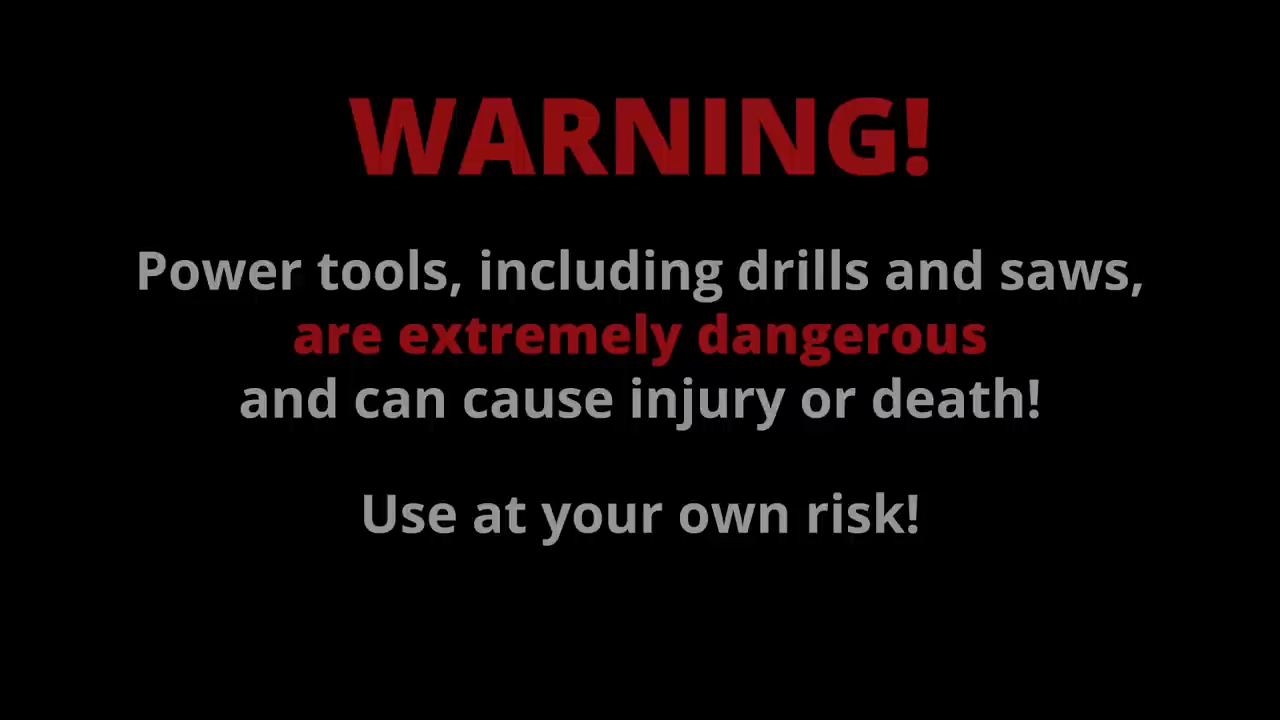 WARNING!
Power tools, including drills and saws,
are extremely dangerous
and can cause injury or death!
Use at your own risk!